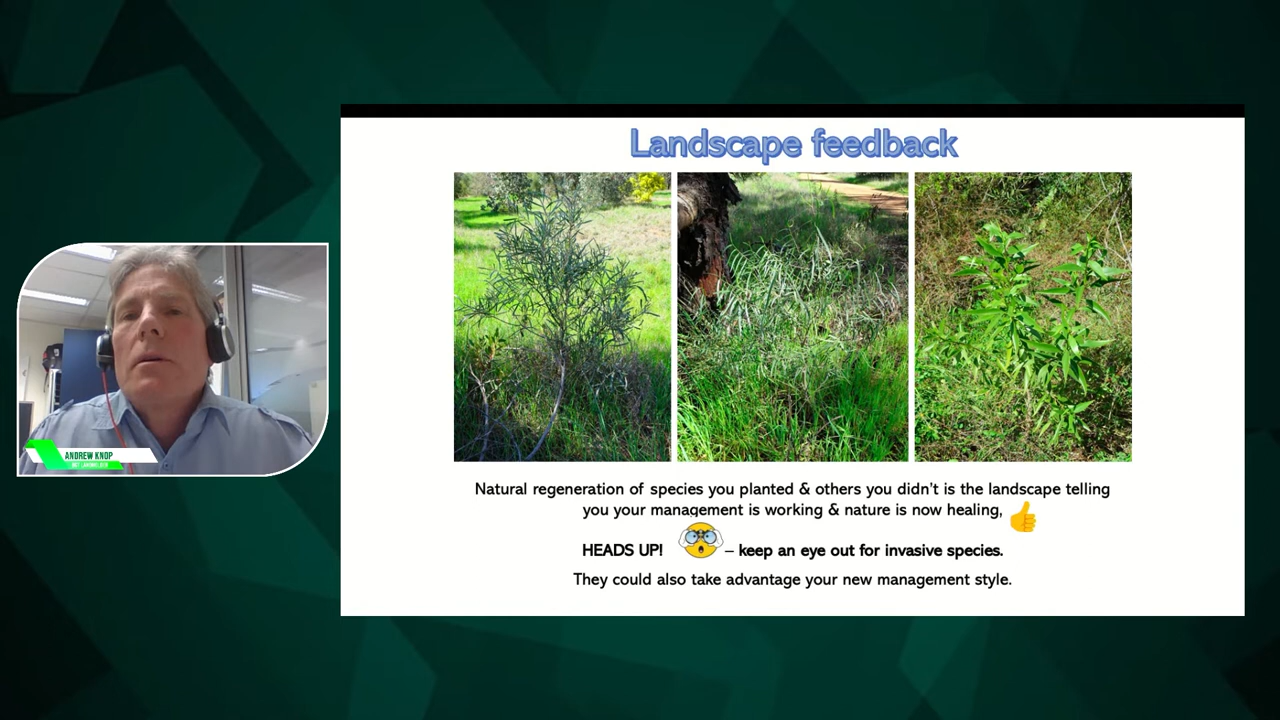 Landscape feedback
ANDREW KNOP
Natural regeneration of species you planted & others you didn't is the landscape telling
you your management is working & nature is now healing,
HEADS UP! – keep an eye out for invasive species.
They could also take advantage your new management style.